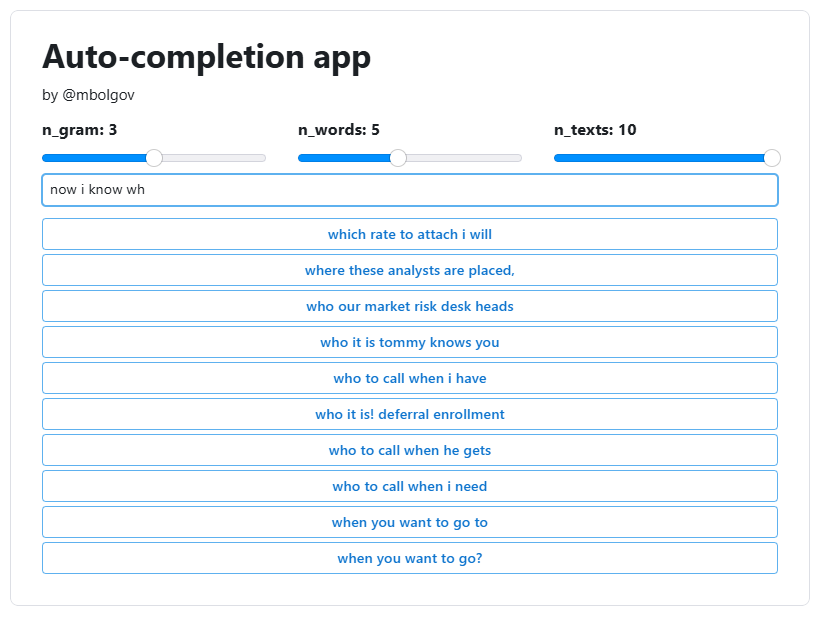 Auto-completion app
by @mbolgov
n_gram: 3 n_words: 5 n_texts: 10
now i know wh
which rate to attach i will
where these analysts are placed,
who our market risk desk heads
who it is tommy knows you
who to call when i have
who it is! deferral enrollment
who to call when he gets
who to call when i need
when you want to go to
when you want to go?